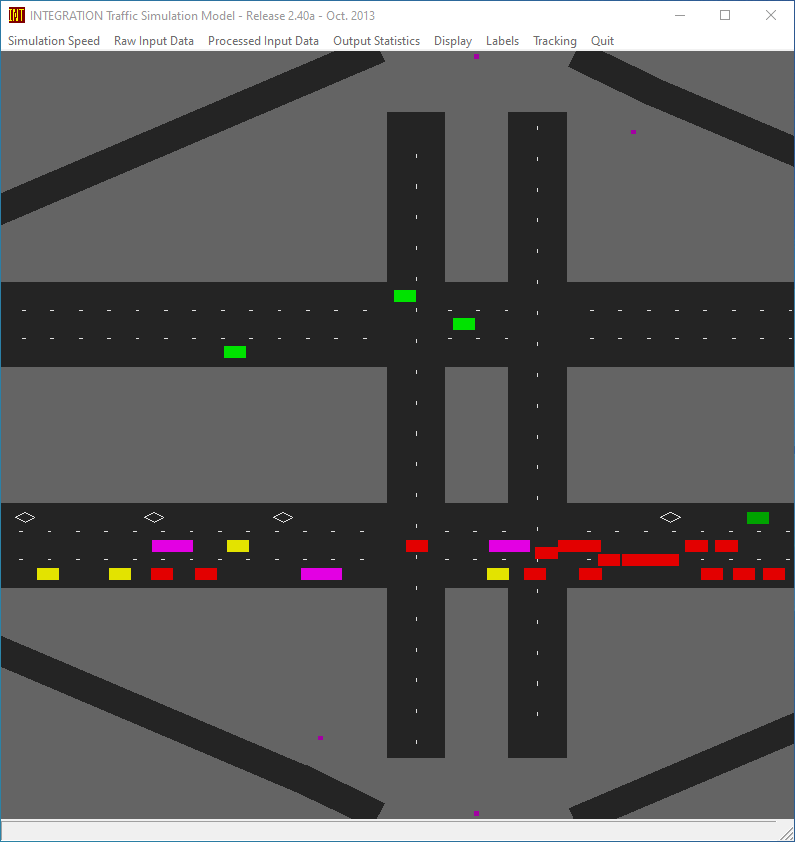 INT INTEGRATION Traffic Simulation Model - Release 2.40a - Oct. 2013
Simulation Speed Raw Input Data Processed Input Data Output Statistics Display Labels Tracking Quit